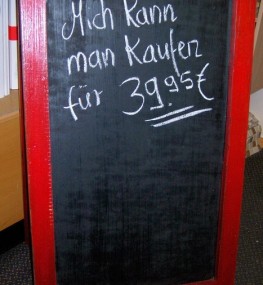 Mich kann
man kaufen
für 39.95€